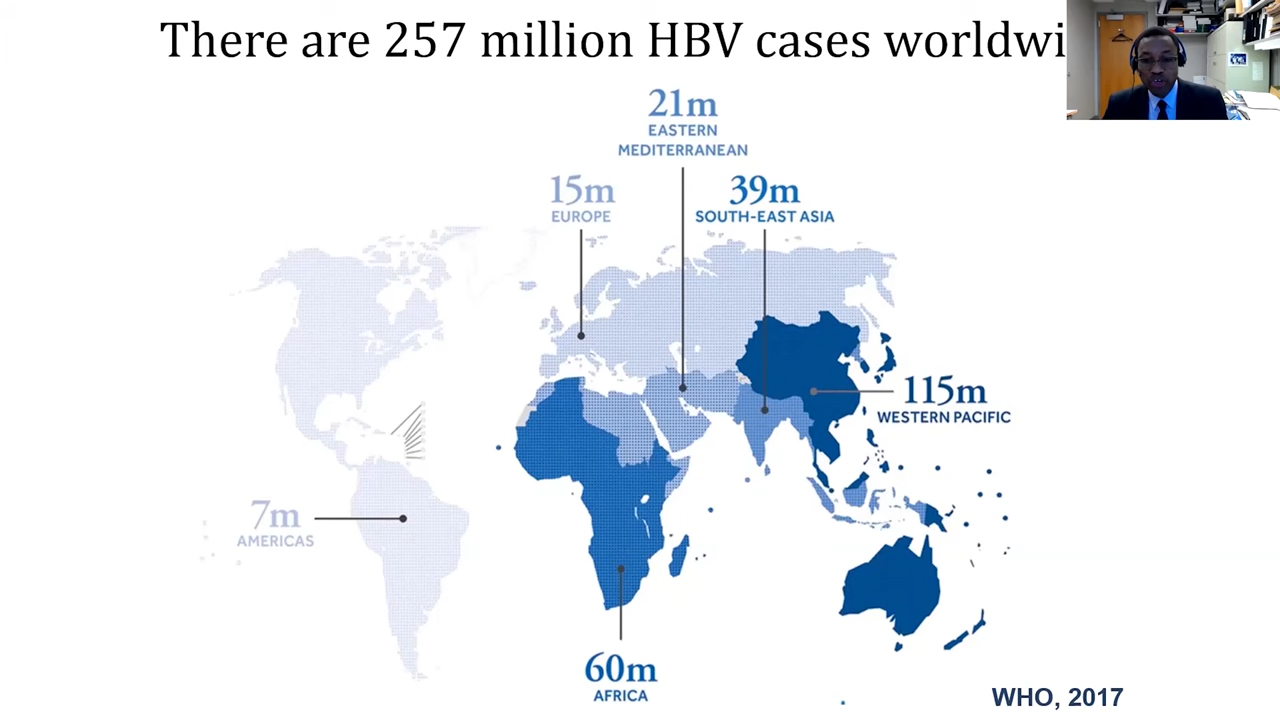 There are 257 million HBV cases worldwi
21m
EASTERN
MEDITERRANEAN
15m
EUROPE
39m
SOUTH-EAST ASIA
115m
WESTERN PACIFIC
7m
AMERICAS
60m
AFRICA
WHO, 2017